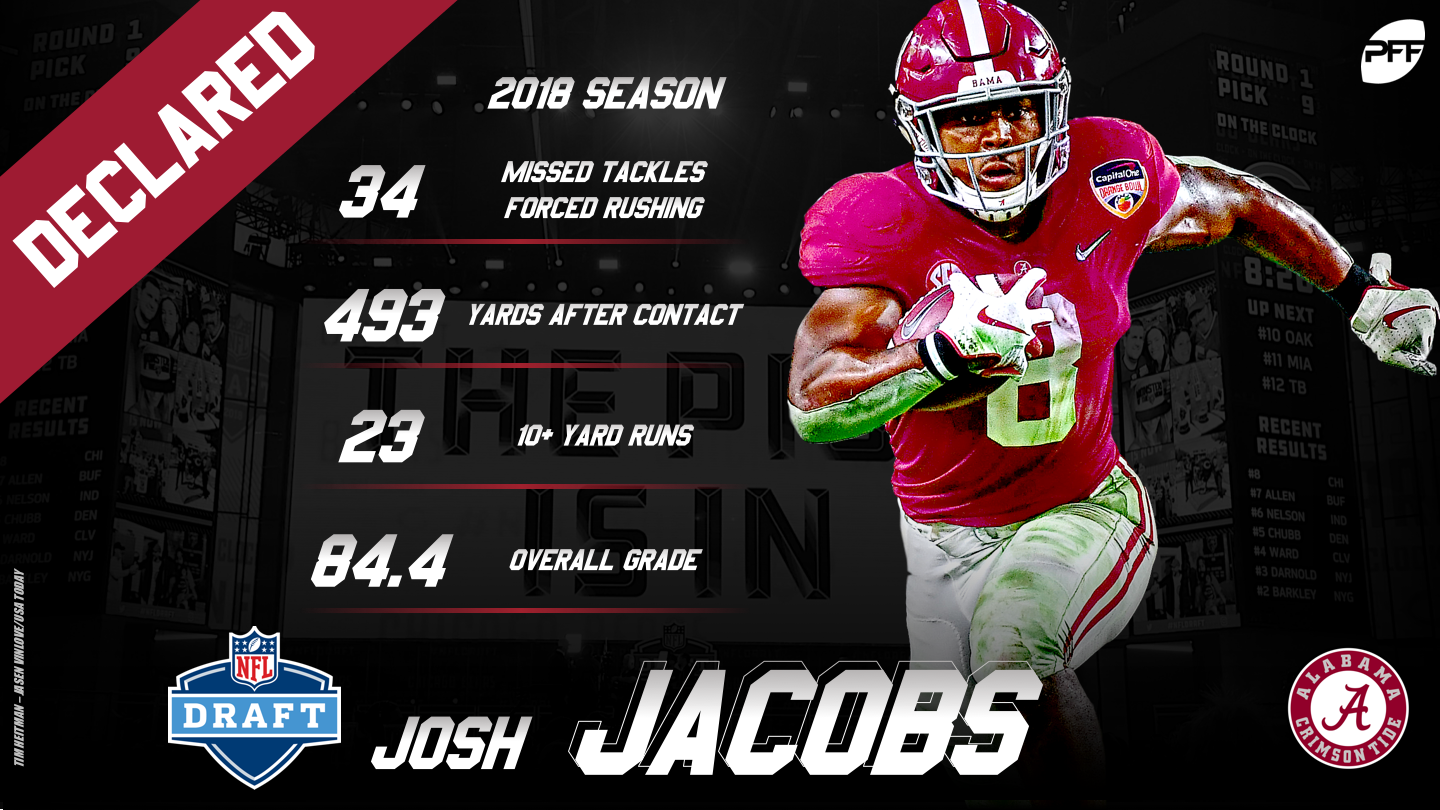 DECLARED
2018 SEASON
34
MISSED TACKLES
FORCED RUSHING
493
YARDS AFTER CONTACT
23
10+ YARD RUNS
84.4
OVERALL GRADE
NFL
DRAFT
JOSH JACOBS
PFF
BAMA
CapitalOne
ORANGE BOWL
8
ALABAMA
A
CRIMSON TIDE
TIM HEITMAN – JASEN VINLOVE/USA TODAY
ROUND 1
PICK
ON THE
RECENT
RESULTS
CHI
ALLEN BUF
NELSON IND
CHUBB DEN
WARD CLV
DARNOLD NYJ
NYG
THE PIC
IS IN
ROUND 1
PICK 9
ON THE CLOCK
8:20
UP NEXT
#10 OAK
#11 MIA
#12 TB
RECENT
RESULTS
#8 CHI
#7 ALLEN BUF
#6 NELSON IND
#5 CHUBB DEN
#4 WARD CLV
#3 DARNOLD NYJ
#2 BARKLEY NYG